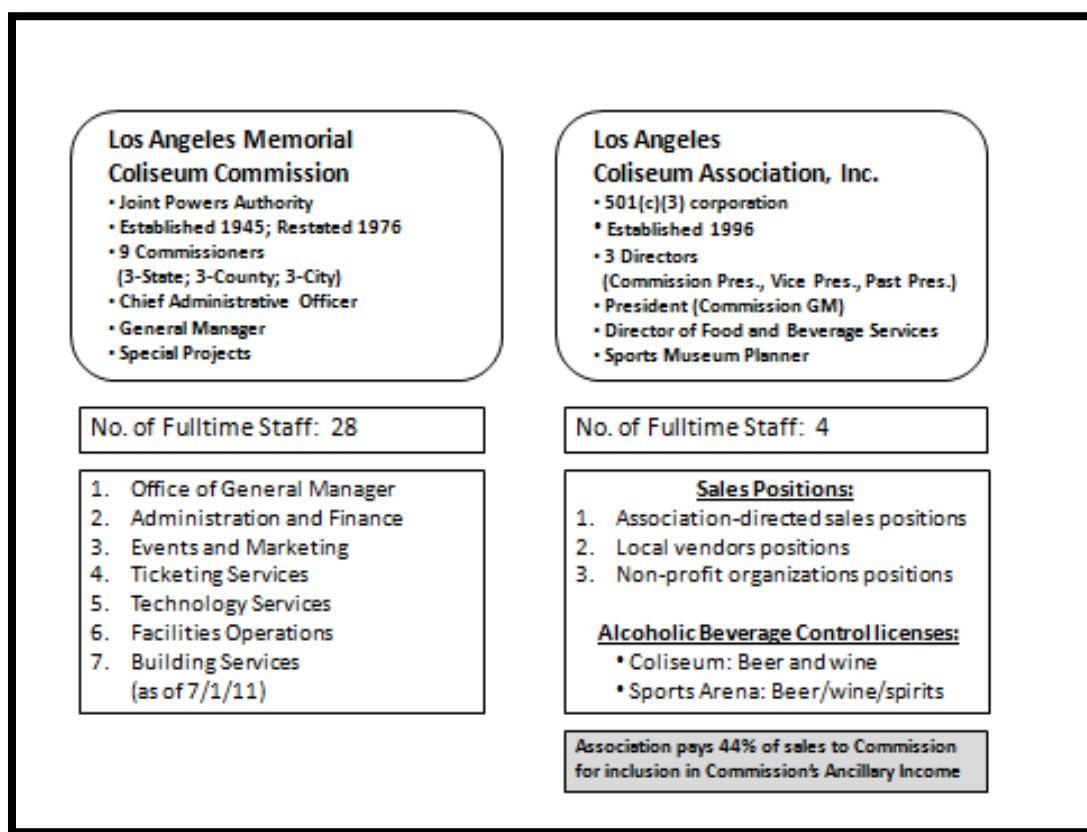 Los Angeles Memorial
Coliseum Commission
• Joint Powers Authority
• Established 1945; Restated 1976
• 9 Commissioners
(3-State; 3-County; 3-City)
• Chief Administrative Officer
• General Manager
• Special Projects
No. of Fulltime Staff: 28
1. Office of General Manager
2. Administration and Finance
3. Events and Marketing
4. Ticketing Services
5. Technology Services
6. Facilities Operations
7. Building Services
(as of 7/1/11)
Los Angeles
Coliseum Association, Inc.
• 501(c)(3) corporation
• Established 1996
• 3 Directors
(Commission Pres., Vice Pres., Past Pres.)
• President (Commission GM)
• Director of Food and Beverage Services
• Sports Museum Planner
No. of Fulltime Staff: 4
Sales Positions:
1. Association-directed sales positions
2. Local vendors positions
3. Non-profit organizations positions
Alcoholic Beverage Control licenses:
• Coliseum: Beer and wine
• Sports Arena: Beer/wine/spirits
Association pays 44% of sales to Commission
for inclusion in Commission's Ancillary Income